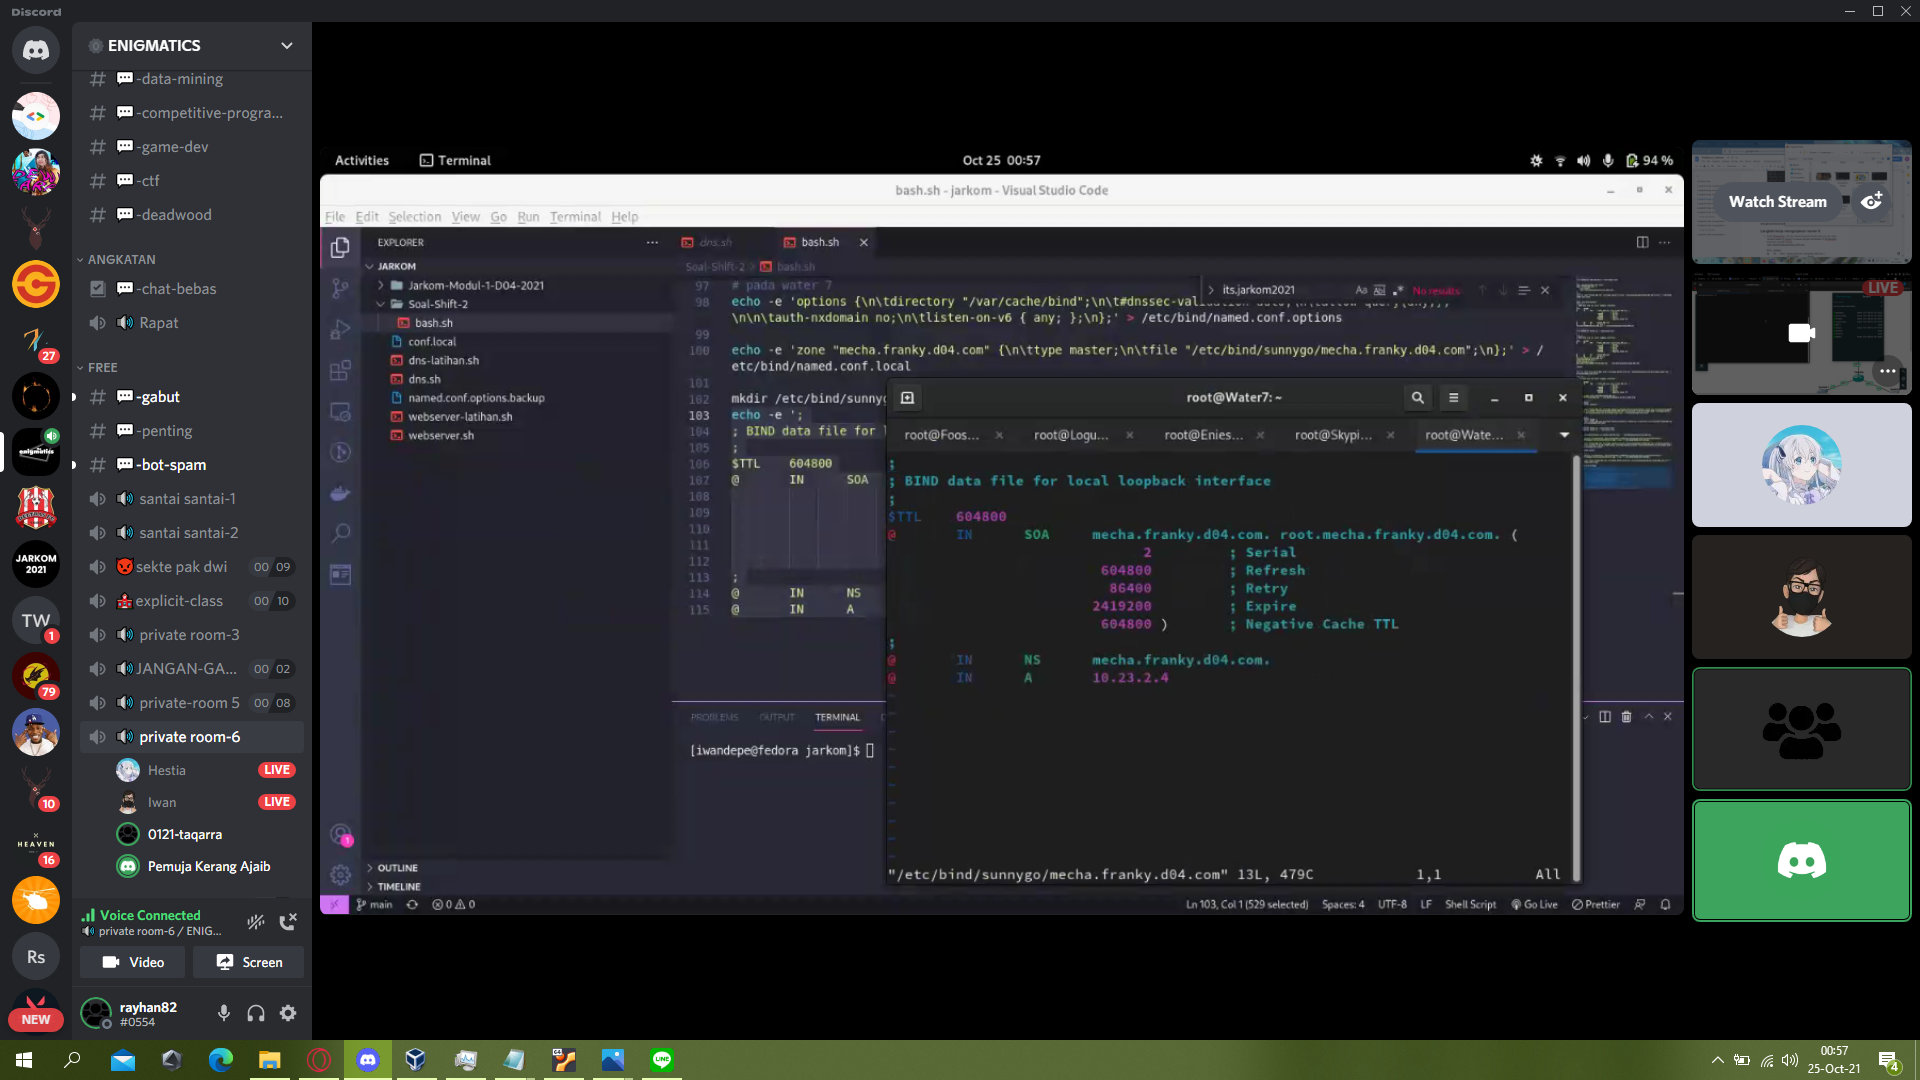 Discord
ENIGMATICS
-data-mining
-competitive-progra...
-game-dev
-ctf
-deadwood
ANGKATAN
-chat-bebas
Rapat
FREE
-gabut
-penting
-bot-spam
santai santai-1
santai santai-2
sekte pak dwi 00 09
explicit-class 00 10
private room-3
JANGAN-GA... 00 02
private-room 5 00 08
private room-6
Hestia LIVE
Iwan LIVE
0121-taqarra
Pemuja Kerang Ajaib
Voice Connected
private room-6 / ENIG...
Video Screen
rayhan82
#0554
27
JARKOM
2021
TW
1
79
10
HEAVEN
16
Rs
NEW
Activities Terminal Oct 25 00:57 94 %
bash.sh - jarkom - Visual Studio Code
File Edit Selection View Go Run Terminal Help
EXPLORER
JARKOM
Jarkom-Modul-1-D04-2021
Soal-Shift-2
bash.sh
conf.local
dns-latihan.sh
dns.sh
named.conf.options.backup
webserver-latihan.sh
webserver.sh
OUTLINE
TIMELINE
dns.sh bash.sh
Soal-Shift-2 > bash.sh
its.jarkom2021 Aa No results
97 # pada water 7
98 echo -e 'options {\n\tdirectory "/var/cache/bind";\n\t#dnssec-
\n\n\tauth-nxdomain no;\n\tlisten-on-v6 { any; };\n};' > /etc/bind/named.conf.options
99
100 echo -e 'zone "mecha.franky.d04.com" {\n\ttype master;\n\tfile "/etc/bind/sunnygo/mecha.franky.d04.com";\n};' > /
etc/bind/named.conf.local
101
102 mkdir /etc/bind/sunnyg
103 echo -e ';
104 ; BIND data file for
105 ;
106 $TTL 604800
107 @ IN SOA
108
109
110
111
112
113 ;
114 @ IN NS
115 @ IN A
PROBLEMS OUTPUT TERMINAL
[iwandepe@fedora jarkom]$
root@Water7:~
root@Foos... root@Logu... root@Enies... root@Skypi... root@Wate...
;
; BIND data file for local loopback interface
;
$TTL 604800
@ IN SOA mecha.franky.d04.com. root.mecha.franky.d04.com. (
2 ; Serial
604800 ; Refresh
86400 ; Retry
2419200 ; Expire
604800 ) ; Negative Cache TTL
;
@ IN NS mecha.franky.d04.com.
@ IN A 10.23.2.4
"/etc/bind/sunnygo/mecha.franky.d04.com" 13L, 479C 1,1 All
main 0 0 Ln 103, Col 1 (529 selected) Spaces: 4 UTF-8 LF Shell Script Go Live Prettier
Watch Stream
LIVE
00:57
25-Oct-21
4